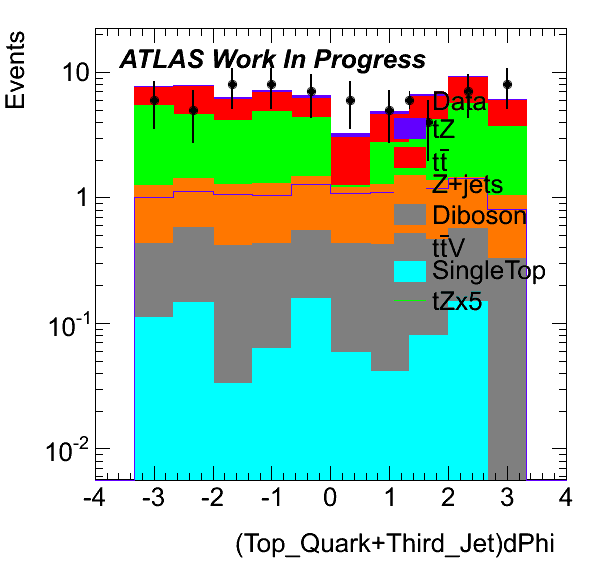 Events
ATLAS Work In Progress
Data
tZ
tt̄
Z+jets
Diboson
tt̄V
SingleTop
tZx5
10
1
10⁻¹
10⁻²
-4 -3 -2 -1 0 1 2 3 4
(Top_Quark+Third_Jet)dPhi